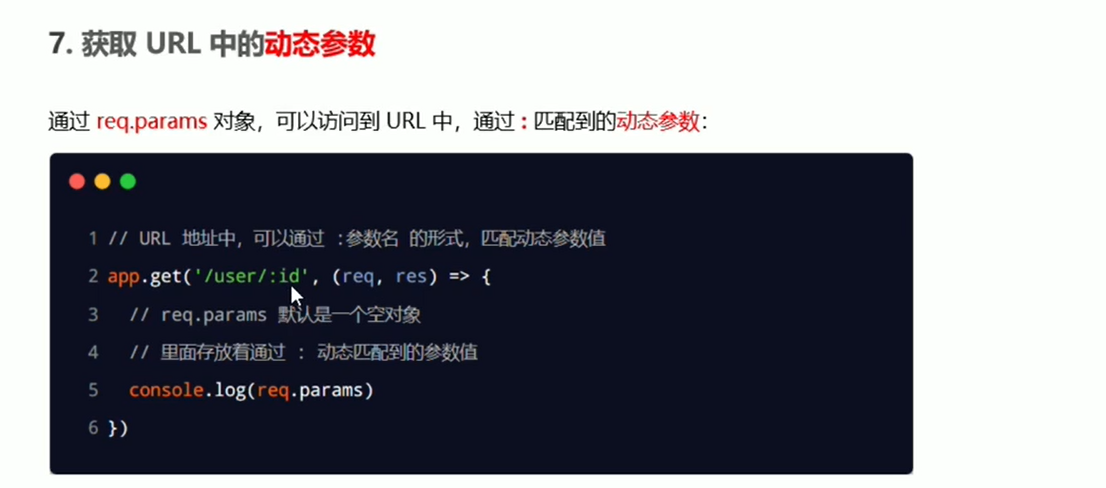 7. 获取 URL 中的动态参数
通过 req.params 对象，可以访问到 URL 中，通过 : 匹配到的动态参数：
1 // URL 地址中，可以通过 :参数名 的形式，匹配动态参数值
2 app.get('/user/:id', (req, res) => {
3   // req.params 默认是一个空对象
4   // 里面存放着通过 : 动态匹配到的参数值
5   console.log(req.params)
6 })